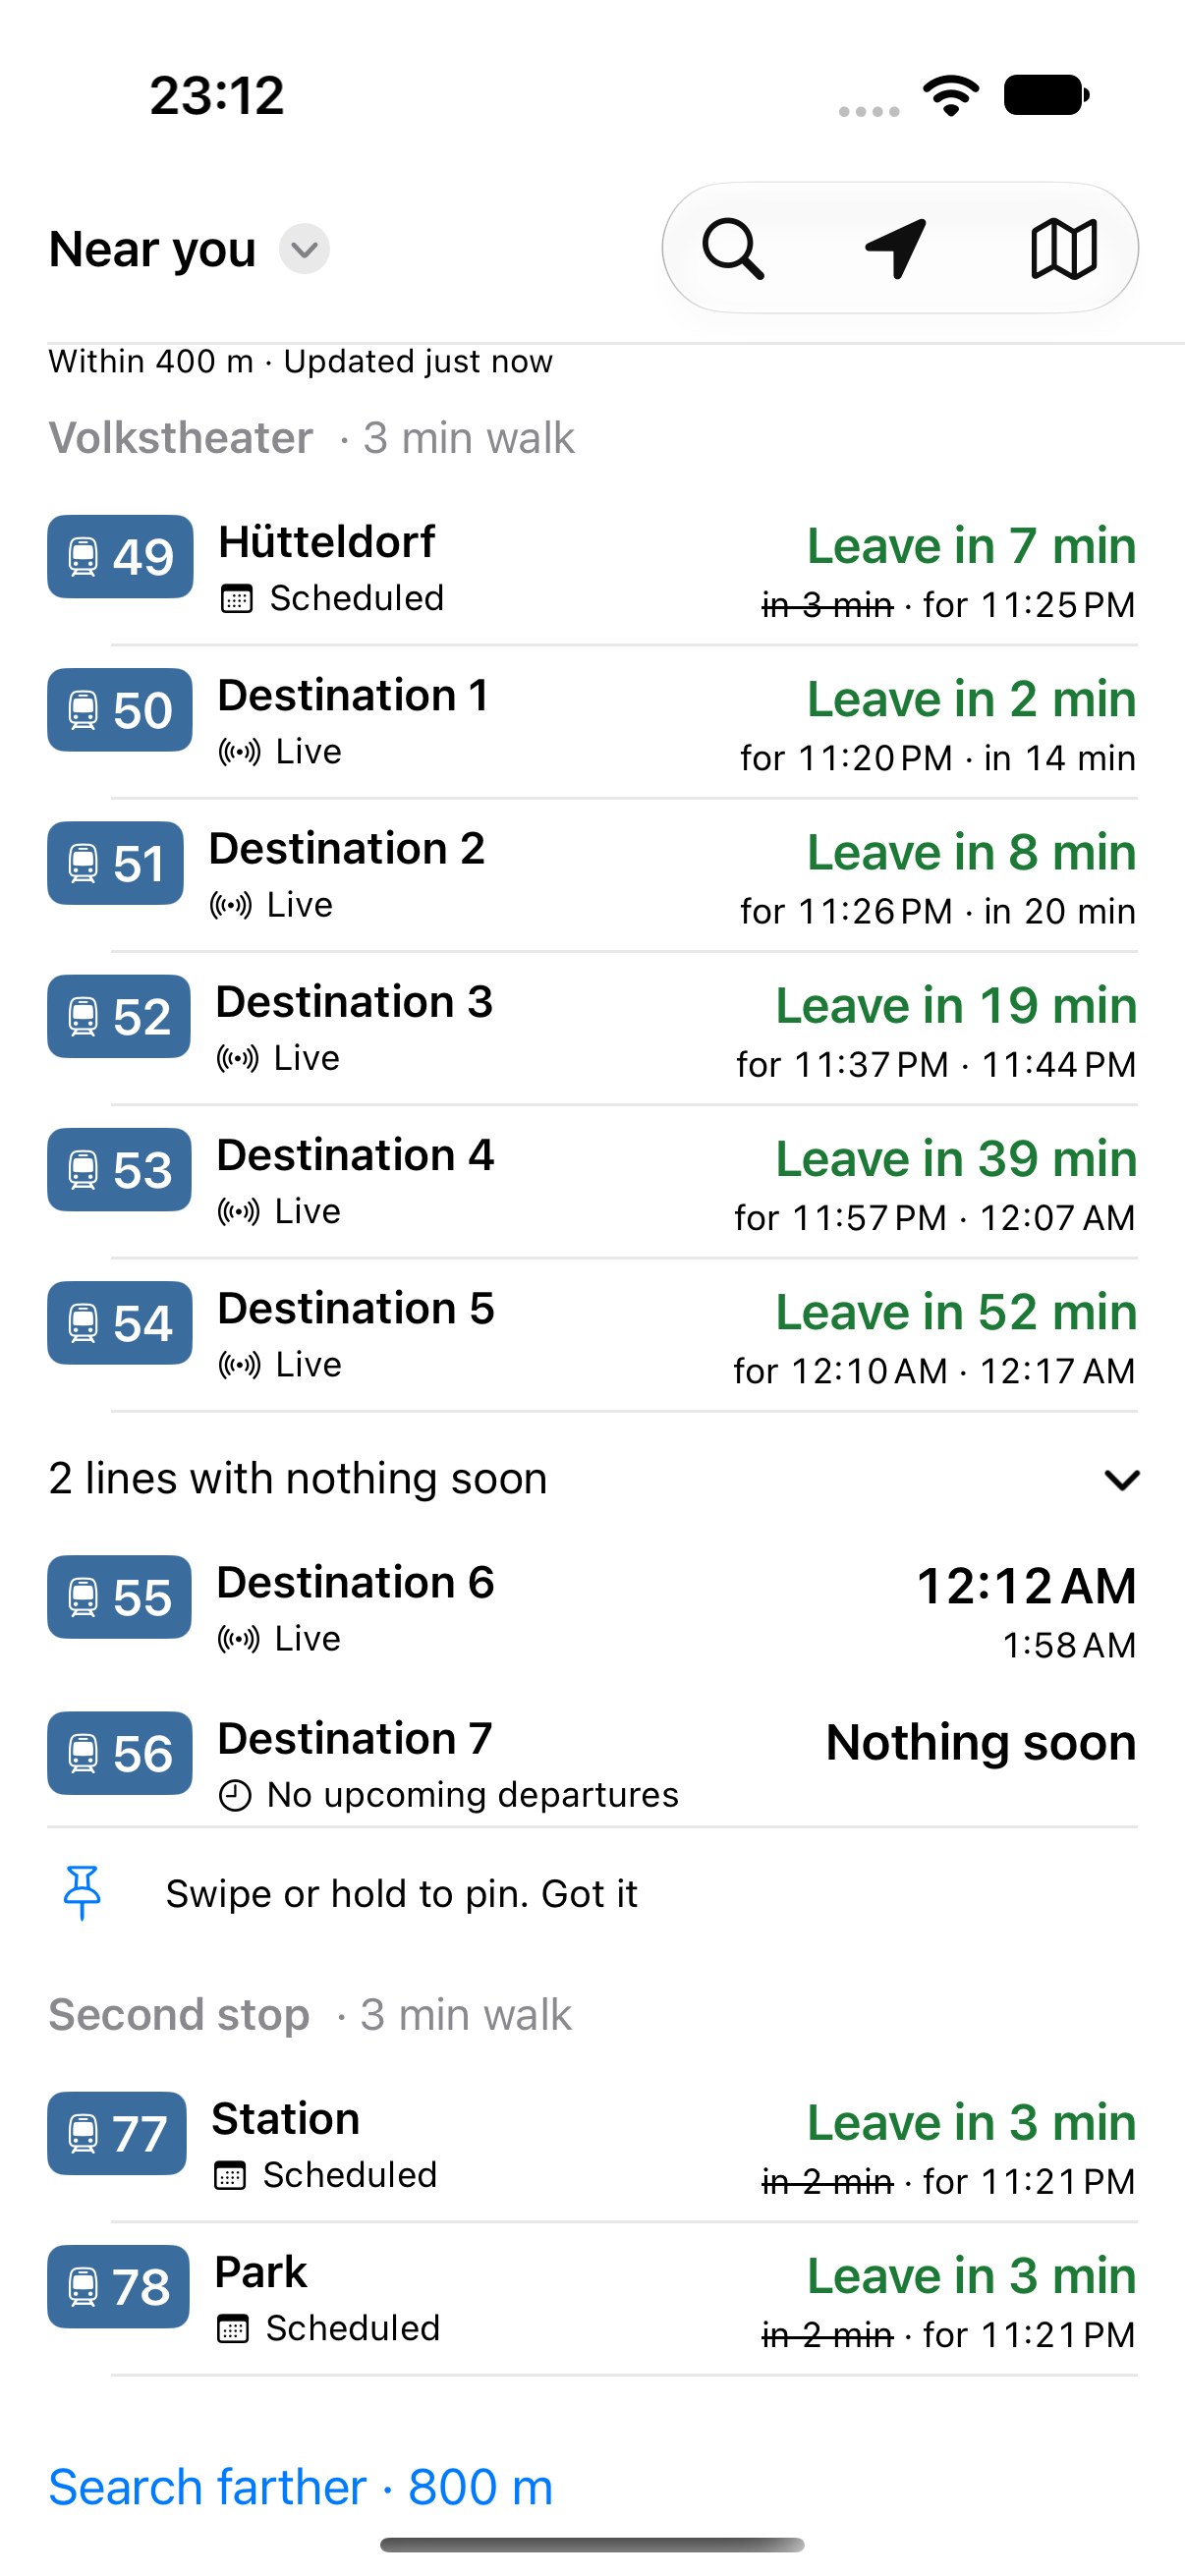 23:12
Near you
Within 400 m · Updated just now
Volkstheater · 3 min walk
49 Hütteldorf Leave in 7 min
Scheduled in 3 min · for 11:25 PM
50 Destination 1 Leave in 2 min
Live for 11:20 PM · in 14 min
51 Destination 2 Leave in 8 min
Live for 11:26 PM · in 20 min
52 Destination 3 Leave in 19 min
Live for 11:37 PM · 11:44 PM
53 Destination 4 Leave in 39 min
Live for 11:57 PM · 12:07 AM
54 Destination 5 Leave in 52 min
Live for 12:10 AM · 12:17 AM
2 lines with nothing soon
55 Destination 6 12:12 AM
Live 1:58 AM
56 Destination 7 Nothing soon
No upcoming departures
Swipe or hold to pin. Got it
Second stop · 3 min walk
77 Station Leave in 3 min
Scheduled in 2 min · for 11:21 PM
78 Park Leave in 3 min
Scheduled in 2 min · for 11:21 PM
Search farther · 800 m